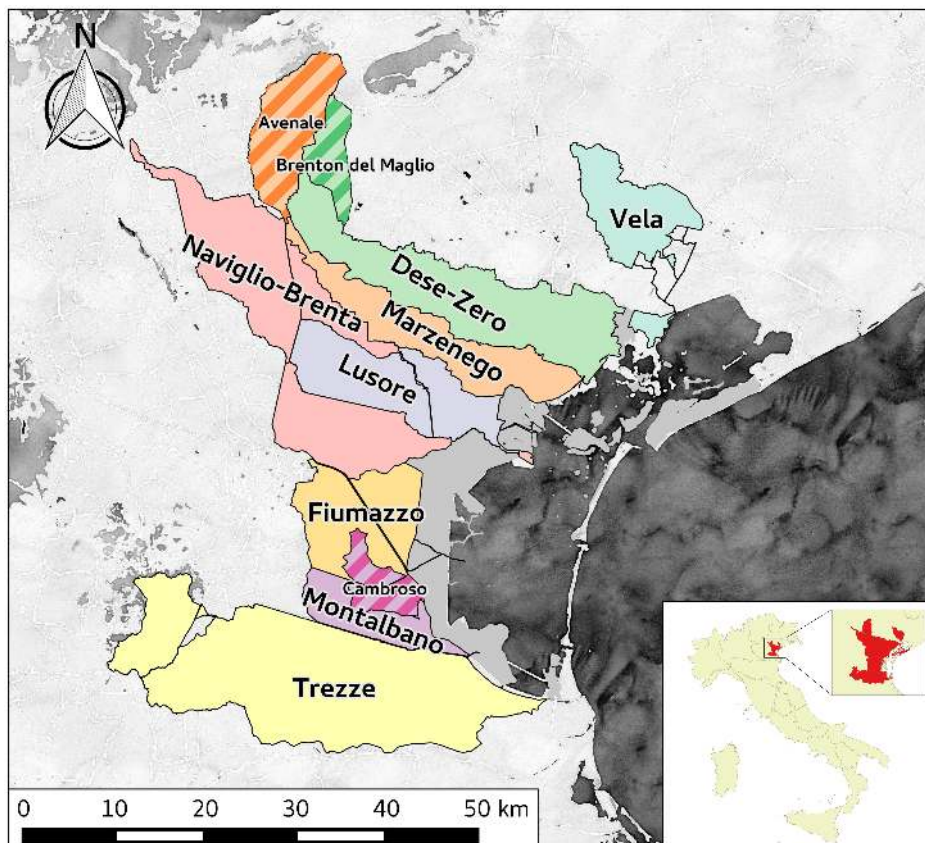 N
Avenale
Brenton del Maglio
Vela
Naviglio-Brenta
Dese-Zero
Marzenego
Lusore
Fiumazzo
Cambroso
Montalbano
Trezze
0 10 20 30 40 50 km